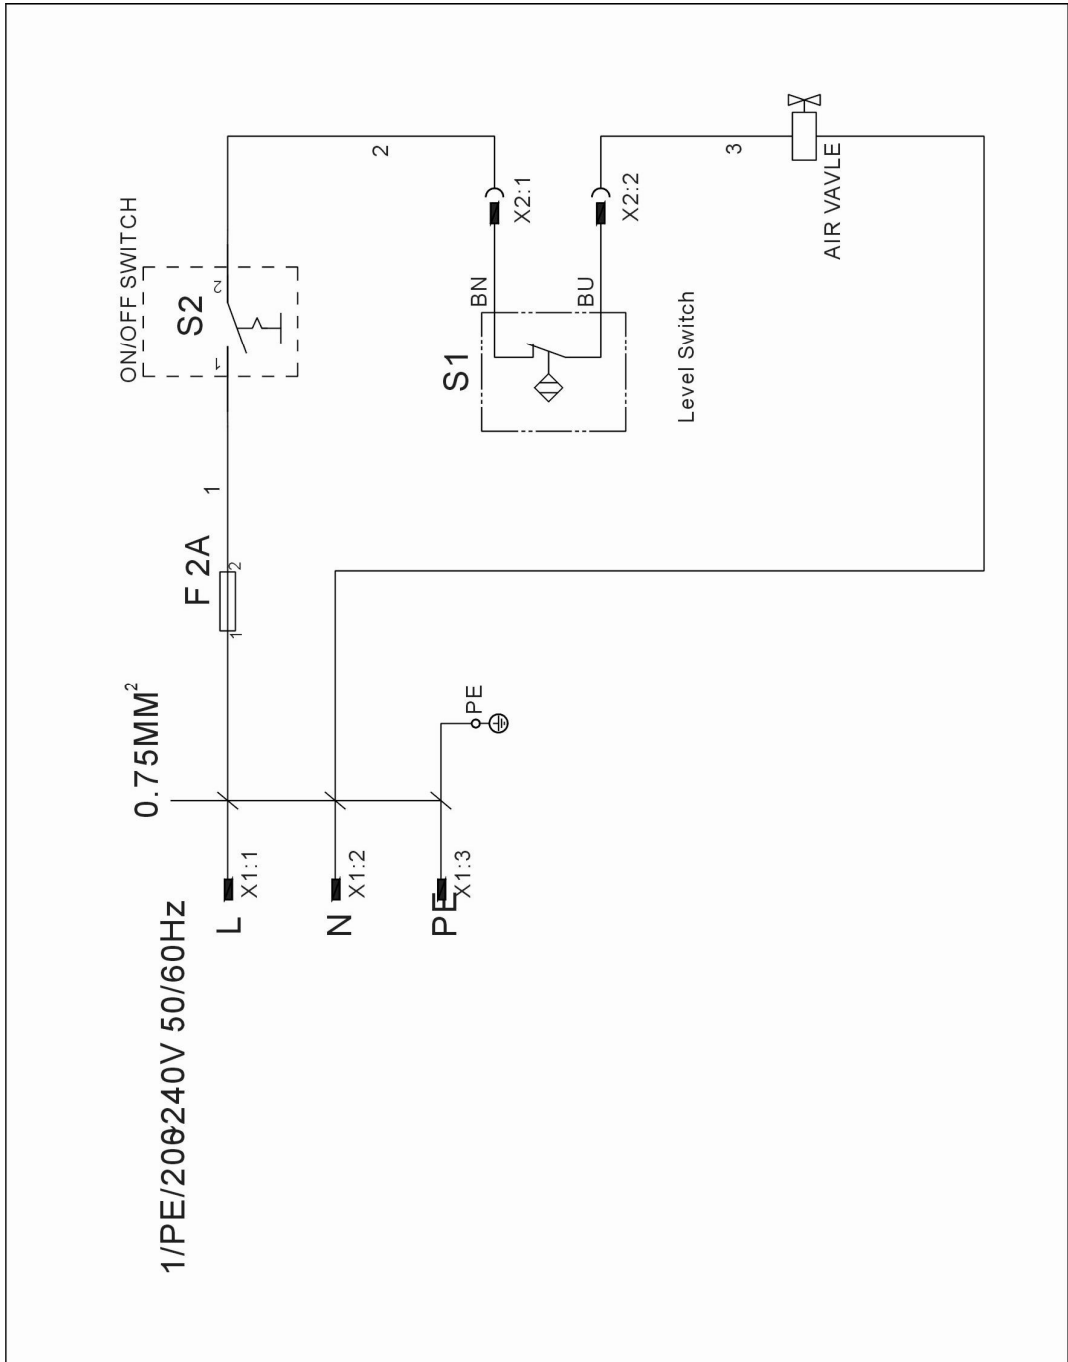 ON/OFF SWITCH
0.75MM²
1/PE/200~240V 50/60Hz
S2
1
2
F 2A
1
2
1
L
X1:1
2
N
X1:2
S1
BN
X2:1
PE
X1:3
PE
BU
X2:2
Level Switch
3
AIR VAVLE